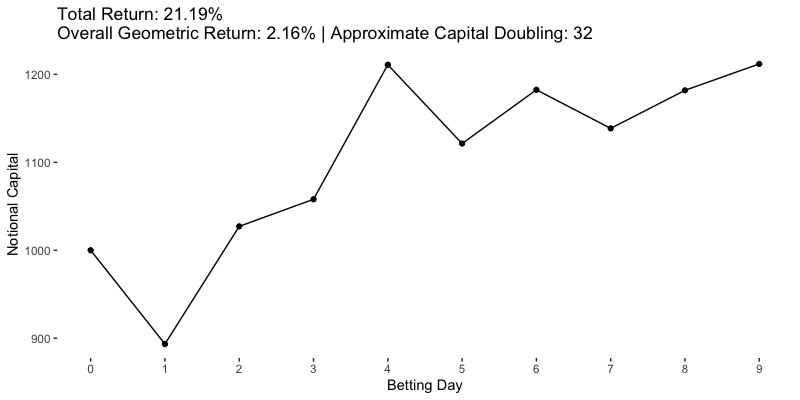 Total Return: 21.19%
Overall Geometric Return: 2.16% | Approximate Capital Doubling: 32
1200
1100
1000
900
Notional Capital
0 1 2 3 4 5 6 7 8 9
Betting Day